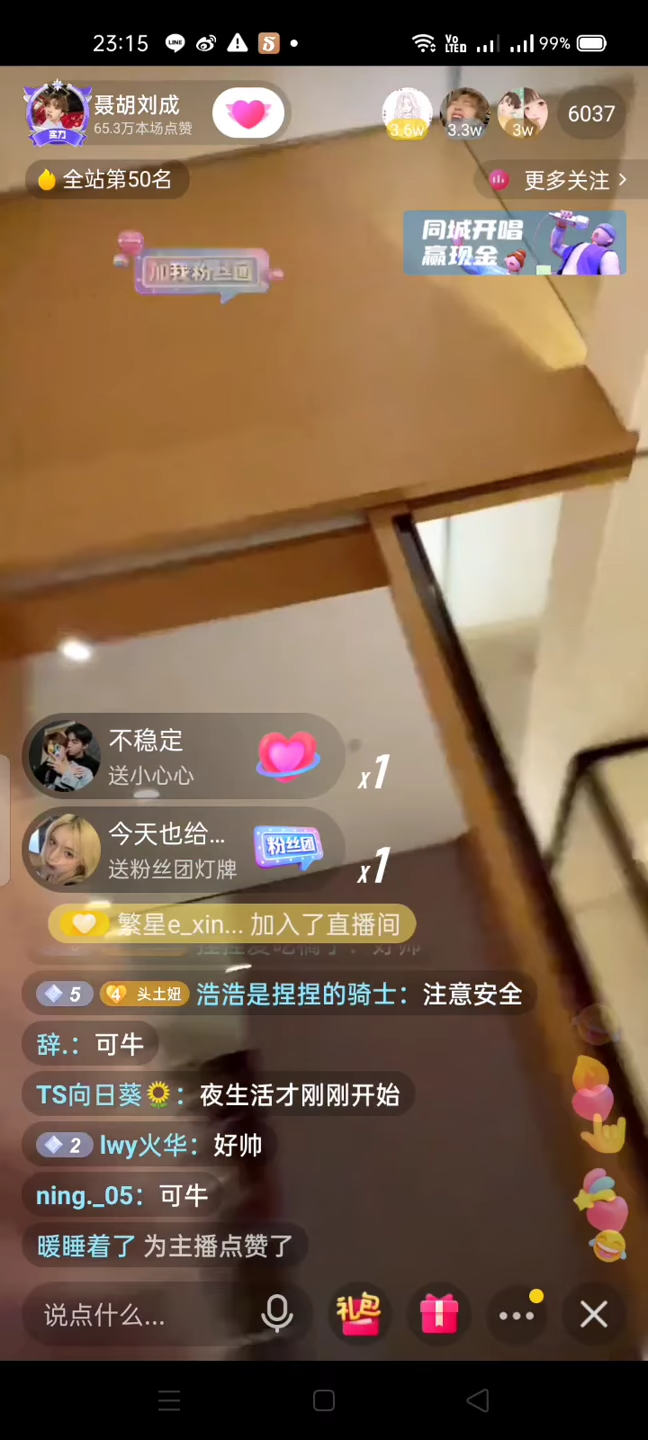 23:15
LINE
Vo
LTED
99%
聂胡刘成
65.3万本场点赞
实力
3.6w
3.3w
3w
6037
全站第50名
更多关注 >
同城开唱
赢现金
加我粉丝团
不稳定
送小心心
x1
今天也给...
送粉丝团灯牌
粉丝团
x1
繁星e_xin... 加入了直播间
5 4 头土妞 浩浩是捏捏的骑士：注意安全
辞.：可牛
TS向日葵🌻：夜生活才刚刚开始
2 lwy火华：好帅
ning._05：可牛
暖睡着了 为主播点赞了
说点什么...
礼包